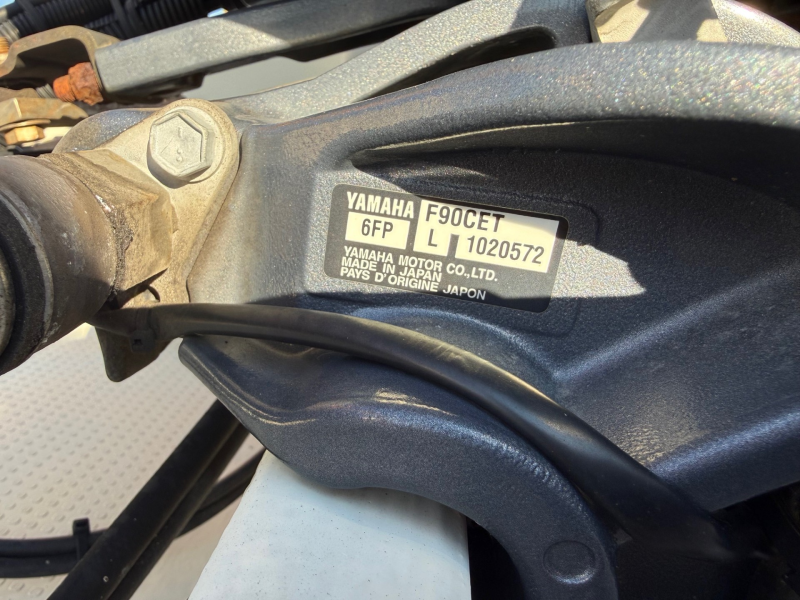 YAMAHA F90CET
6FP L 1020572
YAMAHA MOTOR CO.,LTD.
MADE IN JAPAN
PAYS D'ORIGINE JAPON